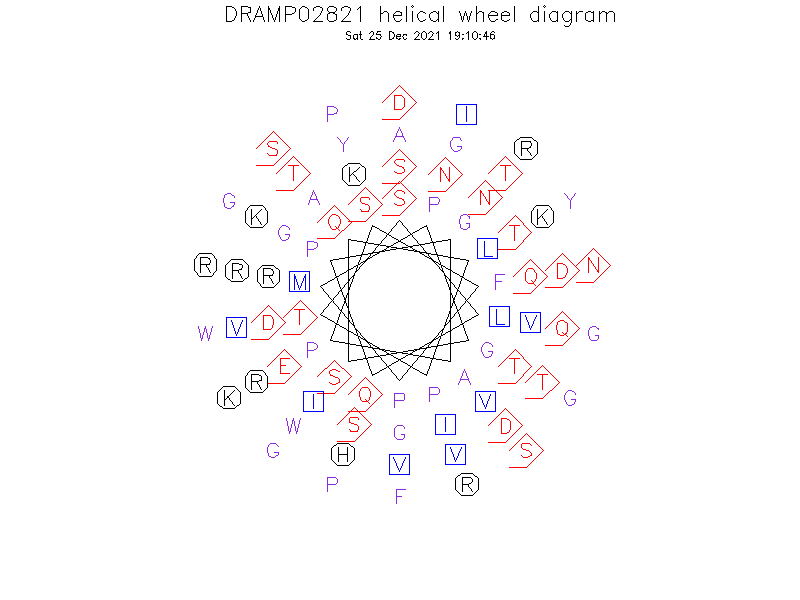 DRAMP02821 helical wheel diagram
Sat 25 Dec 2021 19:10:46
D
P I
A
Y G
S R
S
T K N T
G A S S P N Y
K Q G K
G T
P L
R R R M F Q D N
W V D T L V Q G
P G
E T
R S A T
K I Q P P V G
W S G I D
G H V S
V
P F R